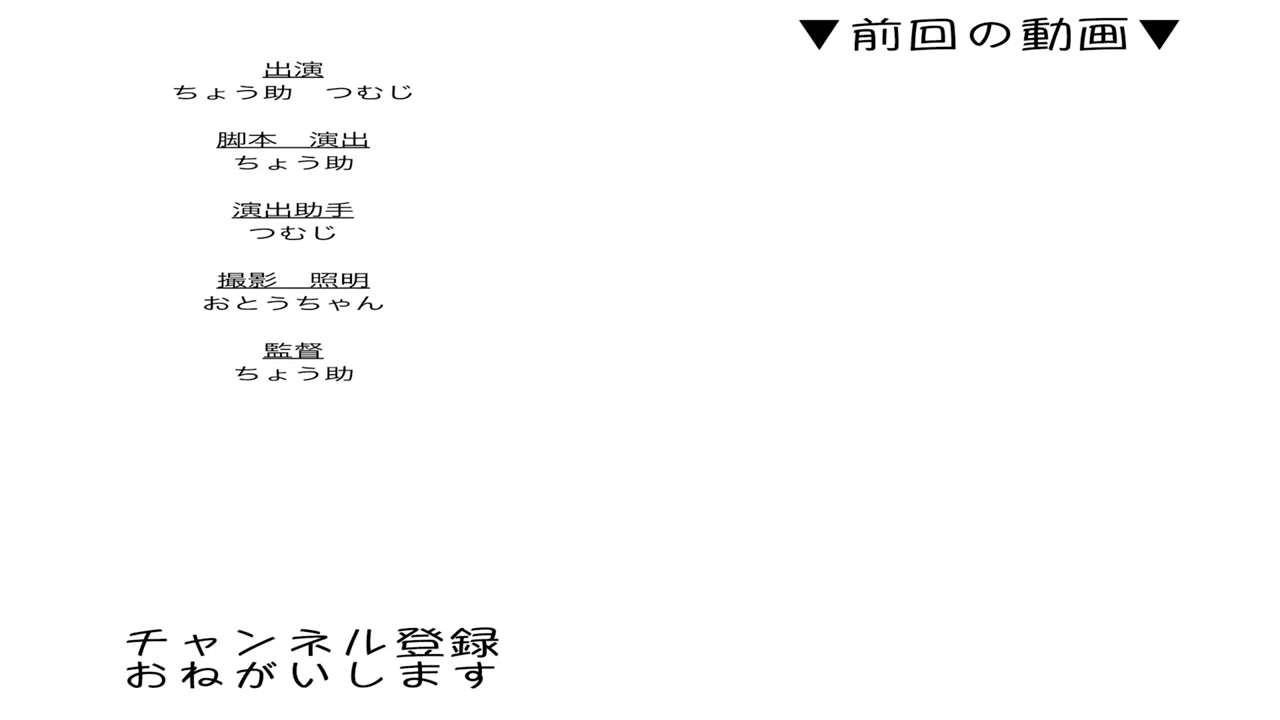 ▼前回の動画▼
出演
ちょう助　つむじ
脚本　演出
ちょう助
演出助手
つむじ
撮影　照明
おとうちゃん
監督
ちょう助
チャンネル登録
おねがいします